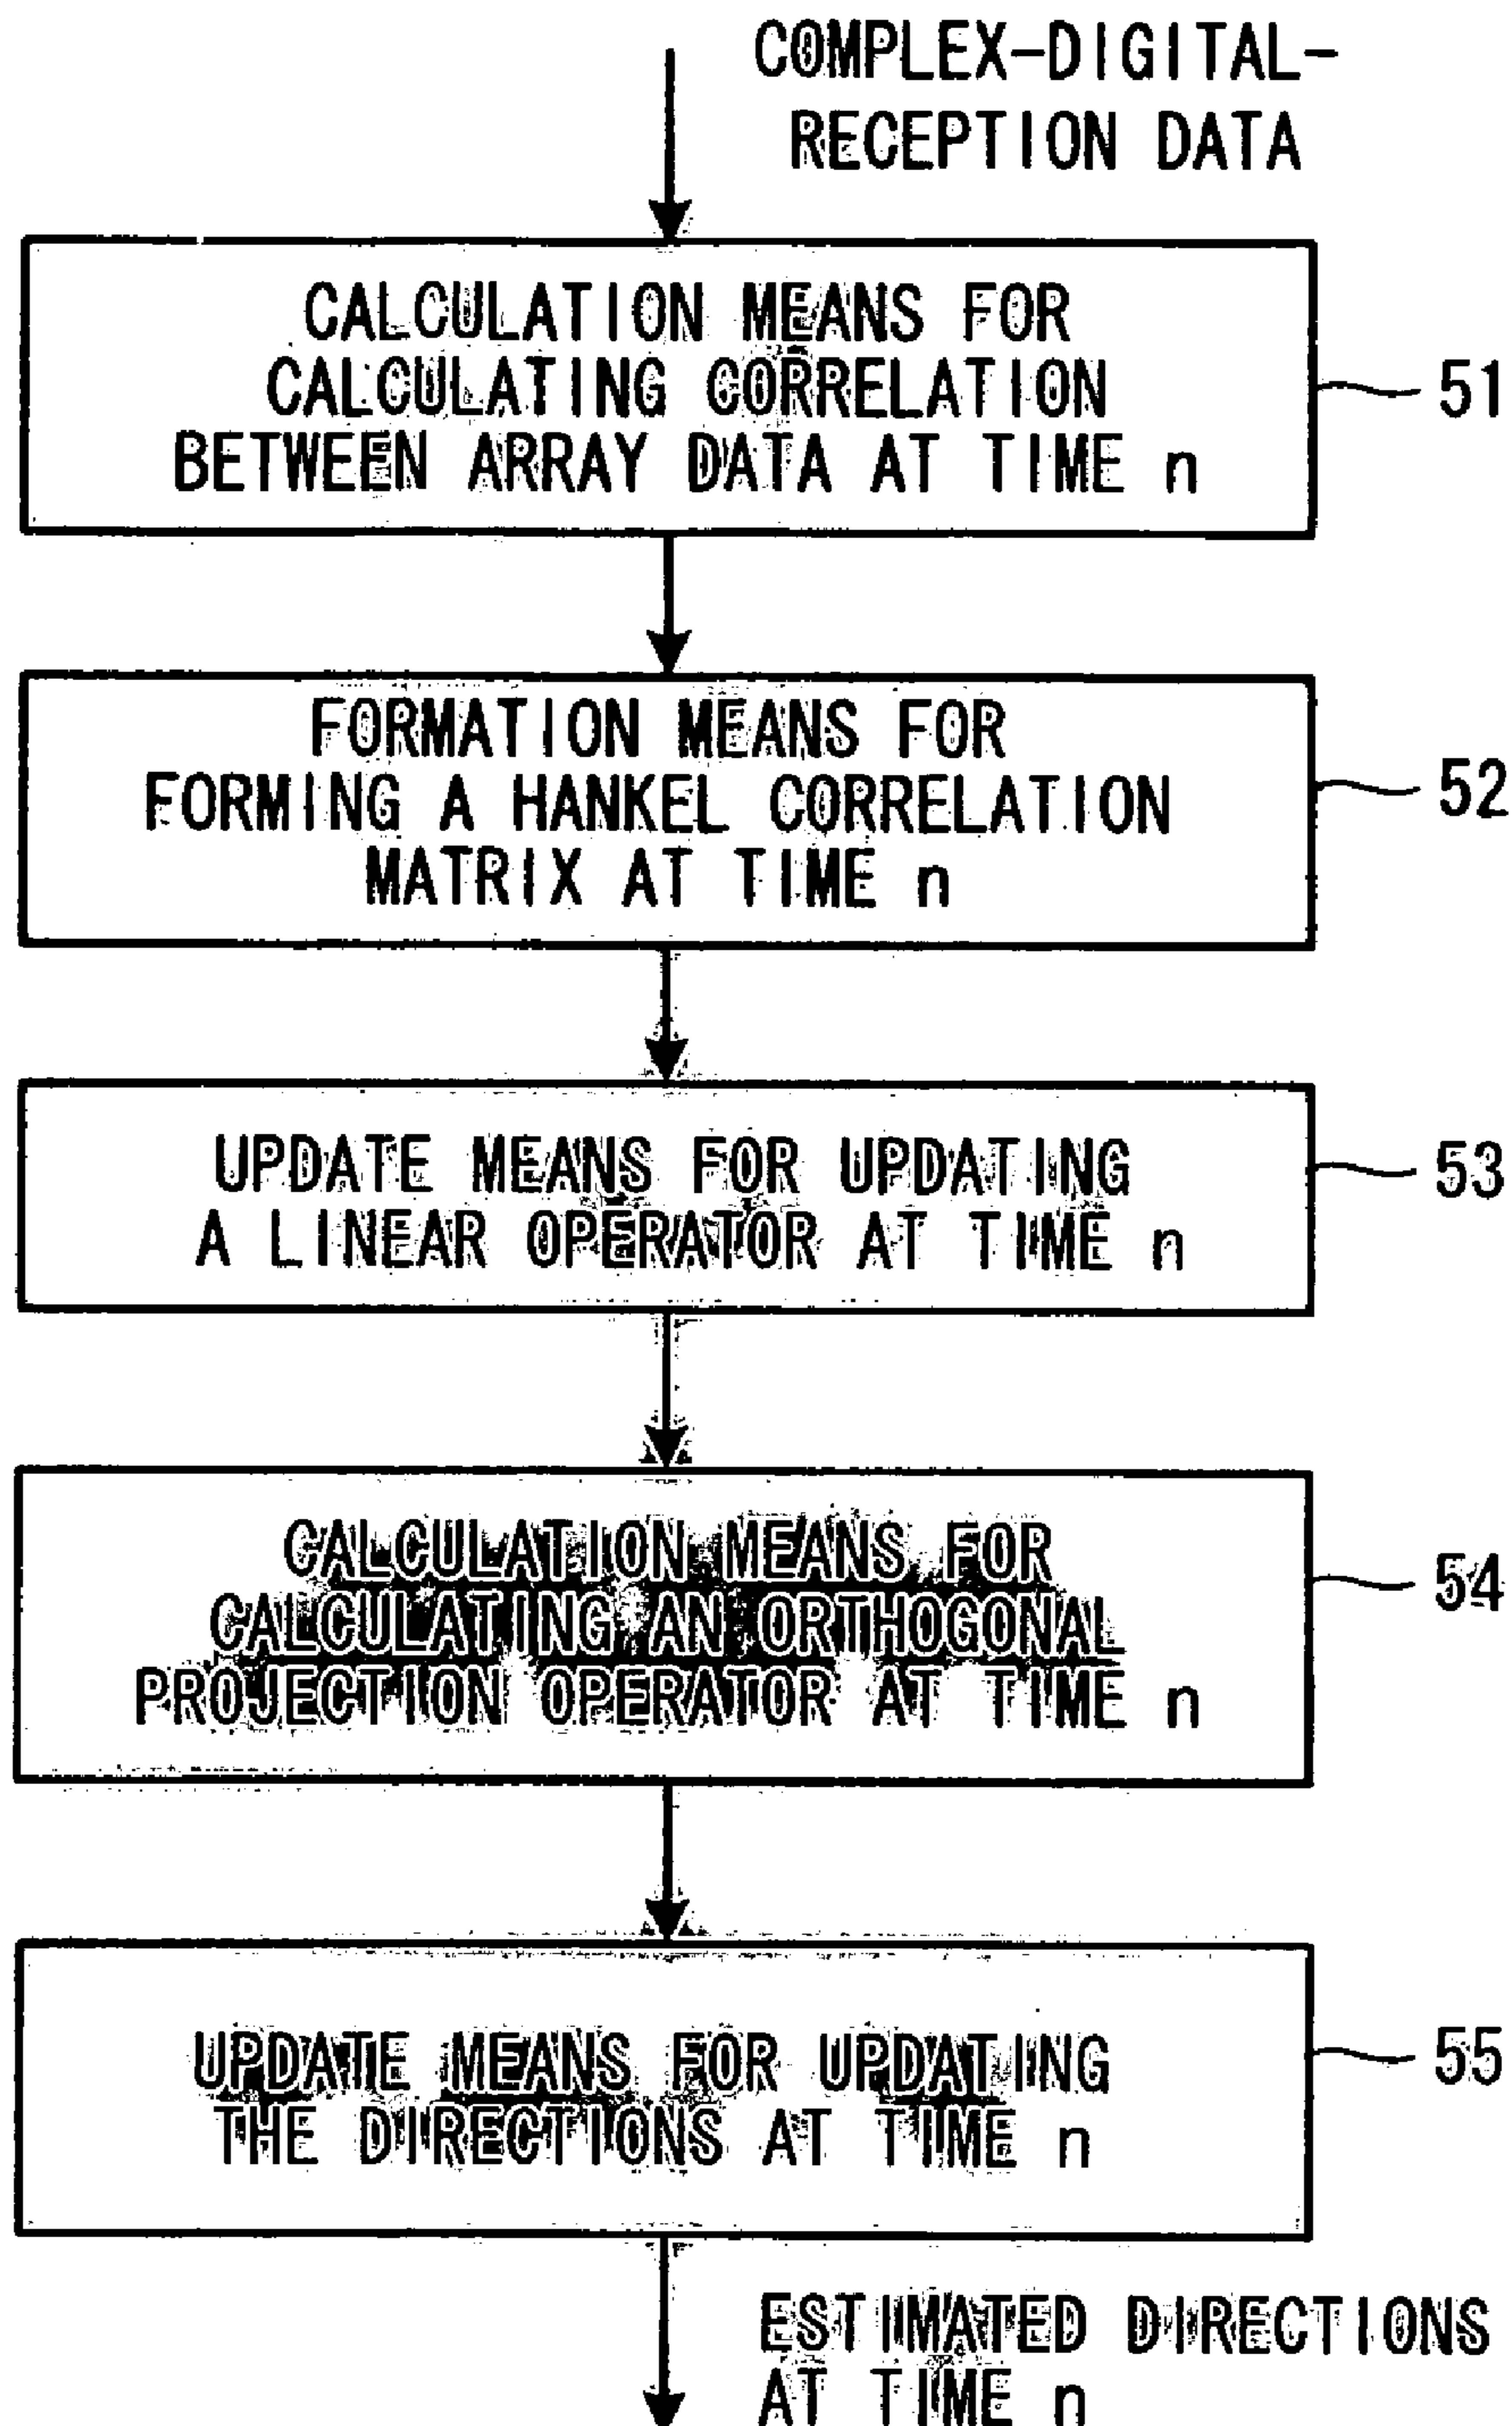 COMPLEX-DIGITAL-
RECEPTION DATA
CALCULATION MEANS FOR
CALCULATING CORRELATION
BETWEEN ARRAY DATA AT TIME n
51
FORMATION MEANS FOR
FORMING A HANKEL CORRELATION
MATRIX AT TIME n
52
UPDATE MEANS FOR UPDATING
A LINEAR OPERATOR AT TIME n
53
CALCULATION MEANS FOR
CALCULATING AN ORTHOGONAL
PROJECTION OPERATOR AT TIME n
54
UPDATE MEANS FOR UPDATING
THE DIRECTIONS AT TIME n
55
ESTIMATED DIRECTIONS
AT TIME n